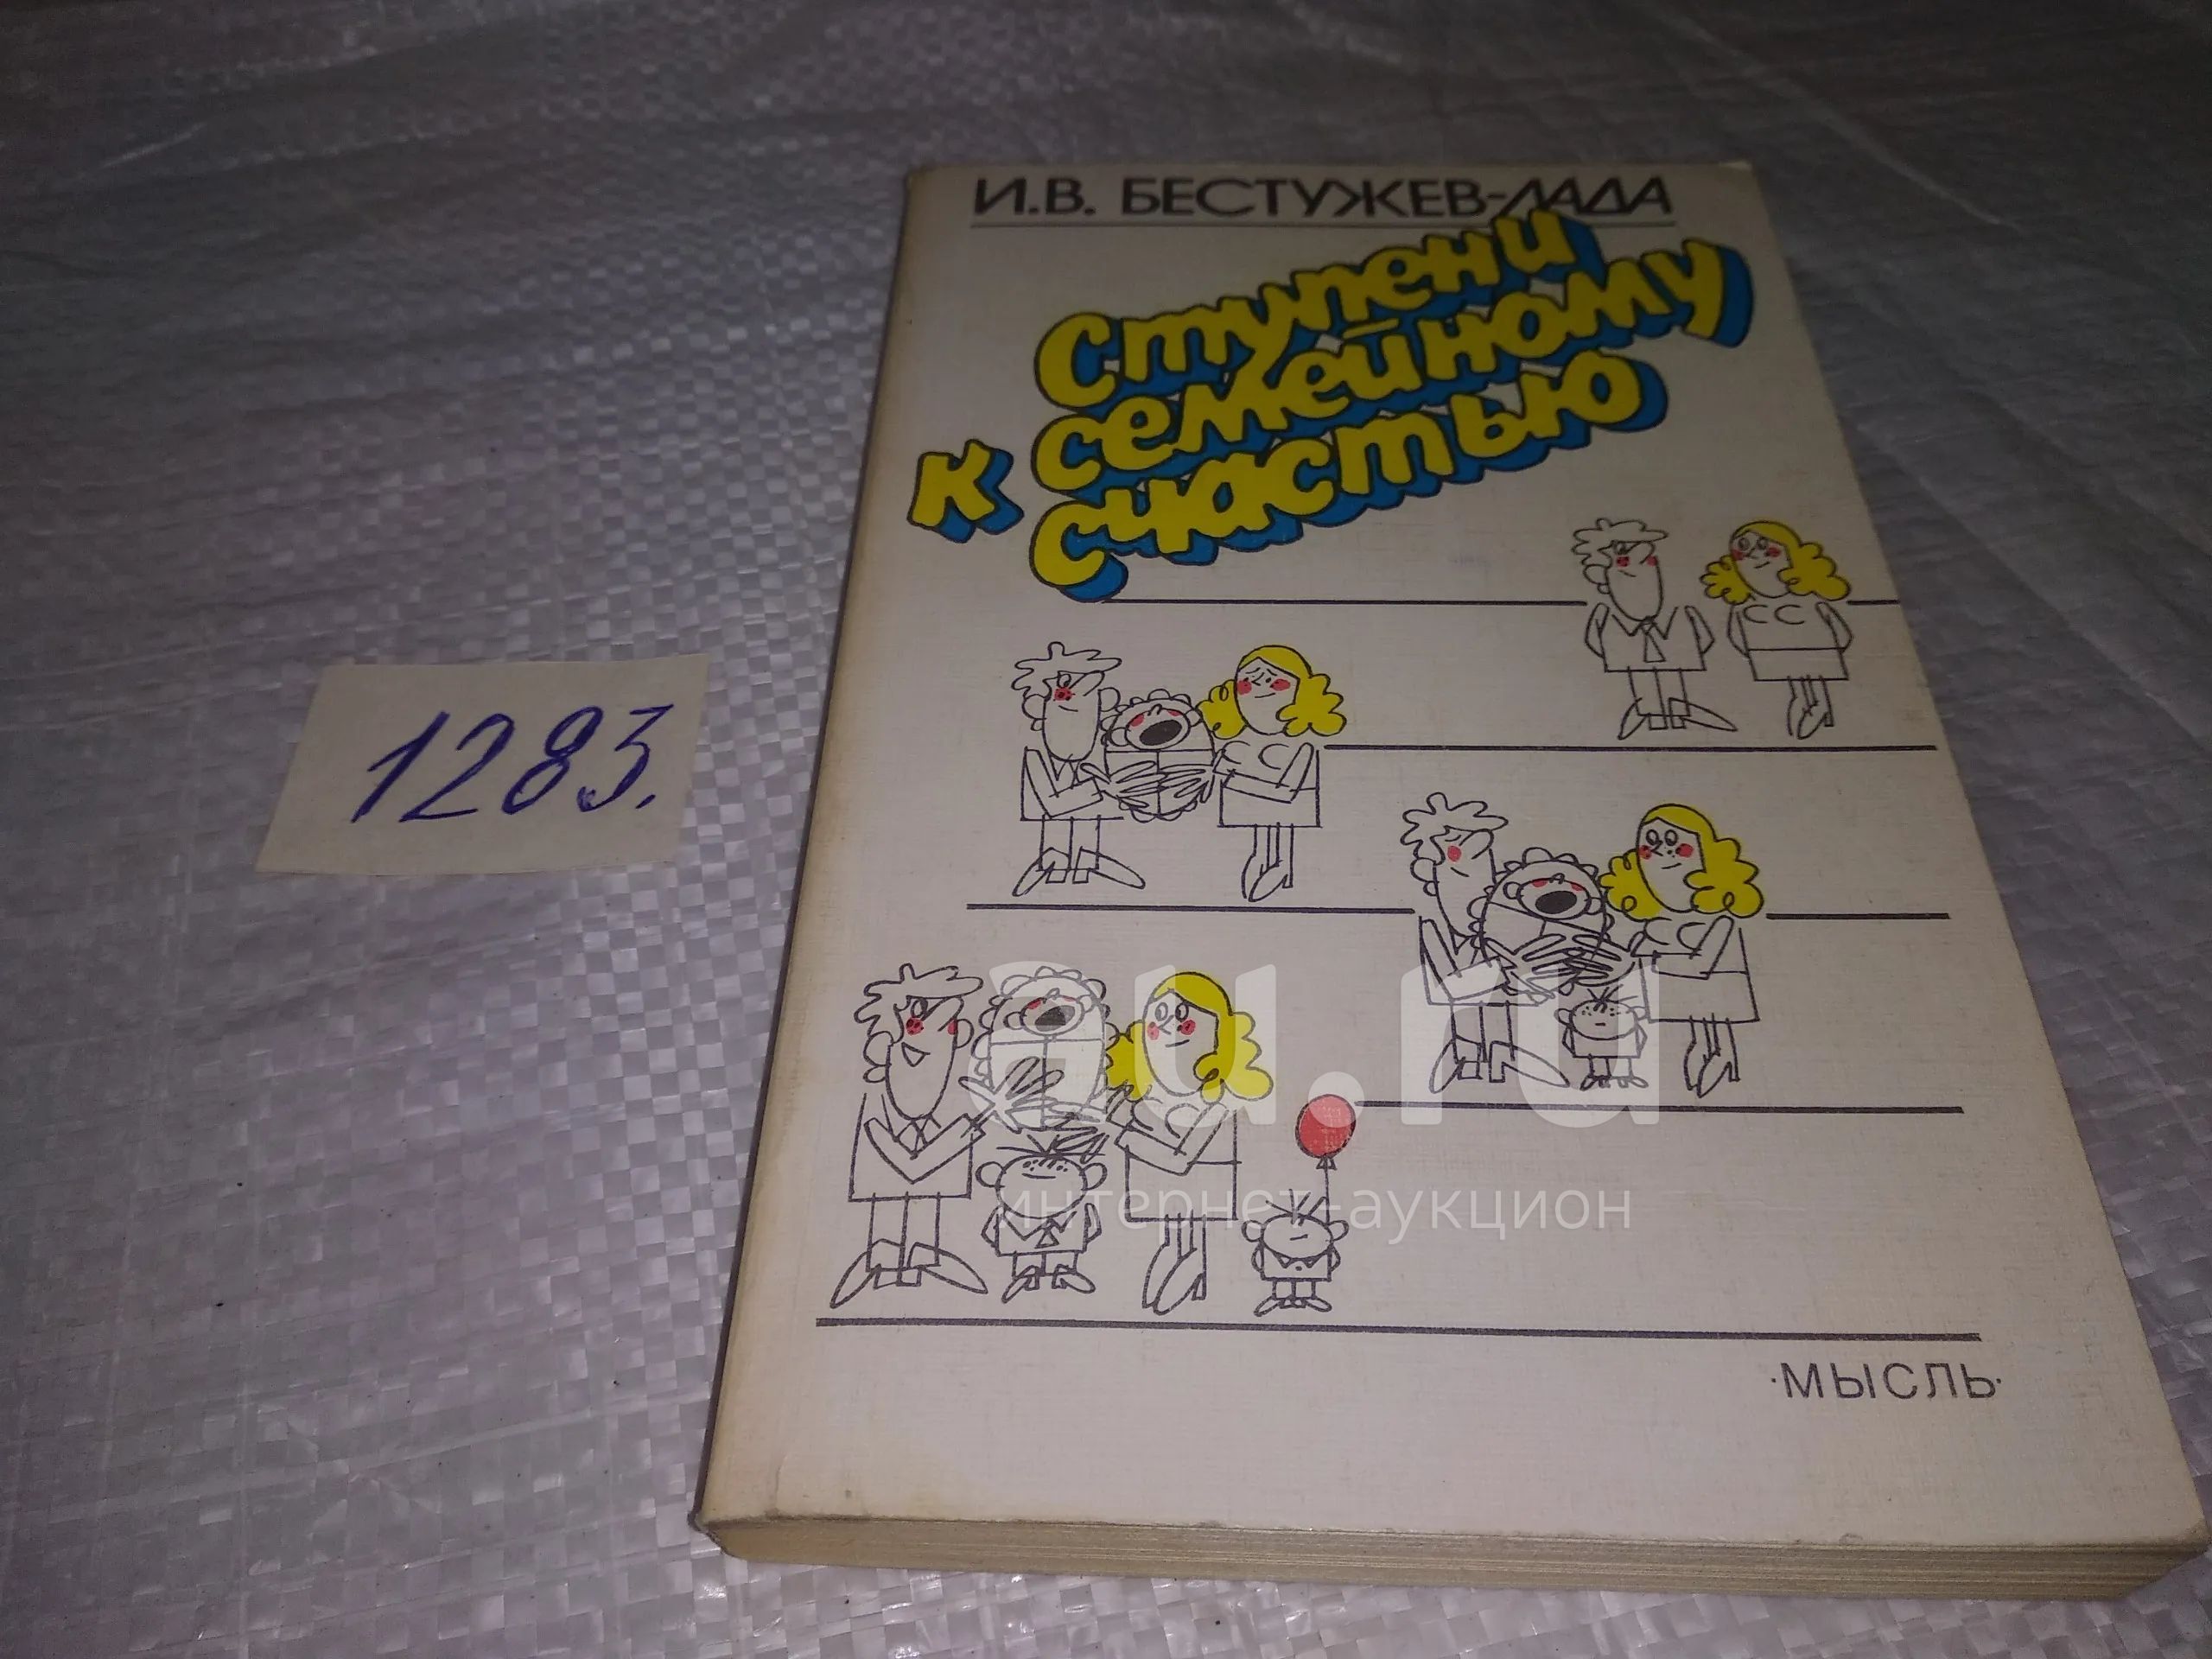 И.В. БЕСТУЖЕВ-ЛАДА
Ступени
к семейному
счастью
1283.
au.ru
интернет-аукцион
·МЫСЛЬ·